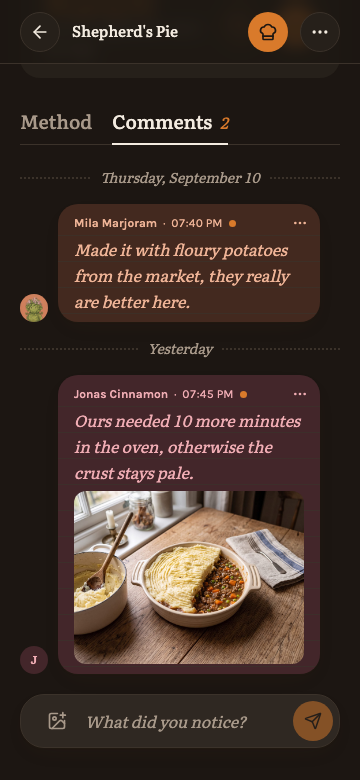 Shepherd's Pie
Method
Comments 2
Thursday, September 10
Mila Marjoram · 07:40 PM
Made it with floury potatoes
from the market, they really
are better here.
Yesterday
Jonas Cinnamon · 07:45 PM
Ours needed 10 more minutes
in the oven, otherwise the
crust stays pale.
J
What did you notice?